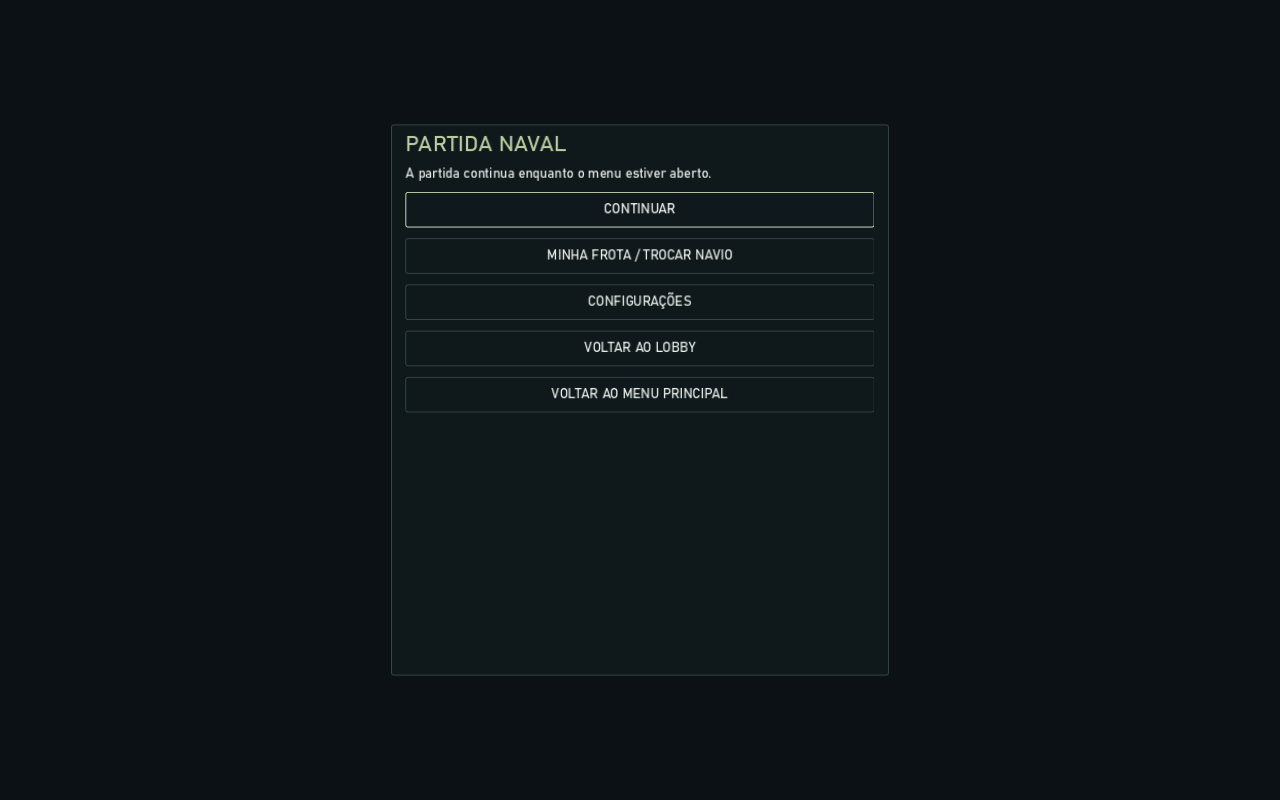 PARTIDA NAVAL
A partida continua enquanto o menu estiver aberto.
CONTINUAR
MINHA FROTA / TROCAR NAVIO
CONFIGURAÇÕES
VOLTAR AO LOBBY
VOLTAR AO MENU PRINCIPAL